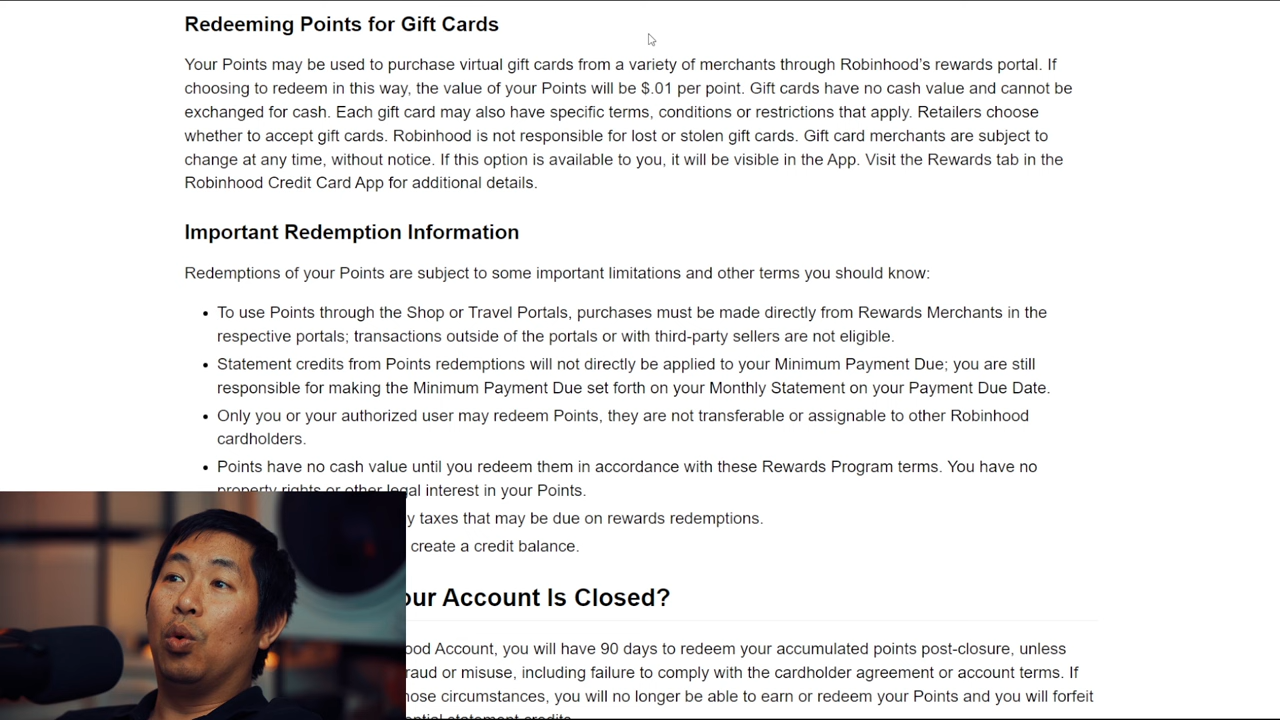 Redeeming Points for Gift Cards
Your Points may be used to purchase virtual gift cards from a variety of merchants through Robinhood’s rewards portal. If
choosing to redeem in this way, the value of your Points will be $.01 per point. Gift cards have no cash value and cannot be
exchanged for cash. Each gift card may also have specific terms, conditions or restrictions that apply. Retailers choose
whether to accept gift cards. Robinhood is not responsible for lost or stolen gift cards. Gift card merchants are subject to
change at any time, without notice. If this option is available to you, it will be visible in the App. Visit the Rewards tab in the
Robinhood Credit Card App for additional details.
Important Redemption Information
Redemptions of your Points are subject to some important limitations and other terms you should know:
• To use Points through the Shop or Travel Portals, purchases must be made directly from Rewards Merchants in the
respective portals; transactions outside of the portals or with third-party sellers are not eligible.
• Statement credits from Points redemptions will not directly be applied to your Minimum Payment Due; you are still
responsible for making the Minimum Payment Due set forth on your Monthly Statement on your Payment Due Date.
• Only you or your authorized user may redeem Points, they are not transferable or assignable to other Robinhood
cardholders.
• Points have no cash value until you redeem them in accordance with these Rewards Program terms. You have no
property rights or other legal interest in your Points.
y taxes that may be due on rewards redemptions.
create a credit balance.
our Account Is Closed?
ood Account, you will have 90 days to redeem your accumulated points post-closure, unless
raud or misuse, including failure to comply with the cardholder agreement or account terms. If
hose circumstances, you will no longer be able to earn or redeem your Points and you will forfeit
statement credits